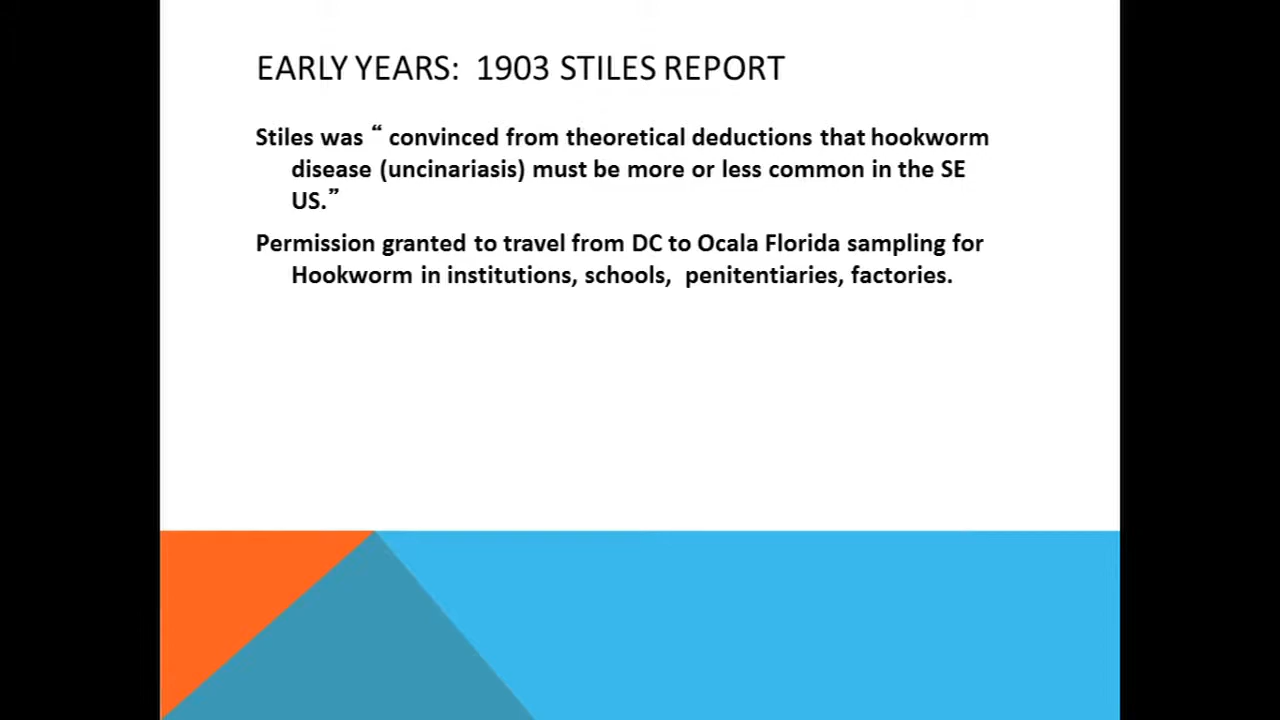 EARLY YEARS:  1903 STILES REPORT
Stiles was “ convinced from theoretical deductions that hookworm
disease (uncinariasis) must be more or less common in the SE
US.”
Permission granted to travel from DC to Ocala Florida sampling for
Hookworm in institutions, schools,  penitentiaries, factories.